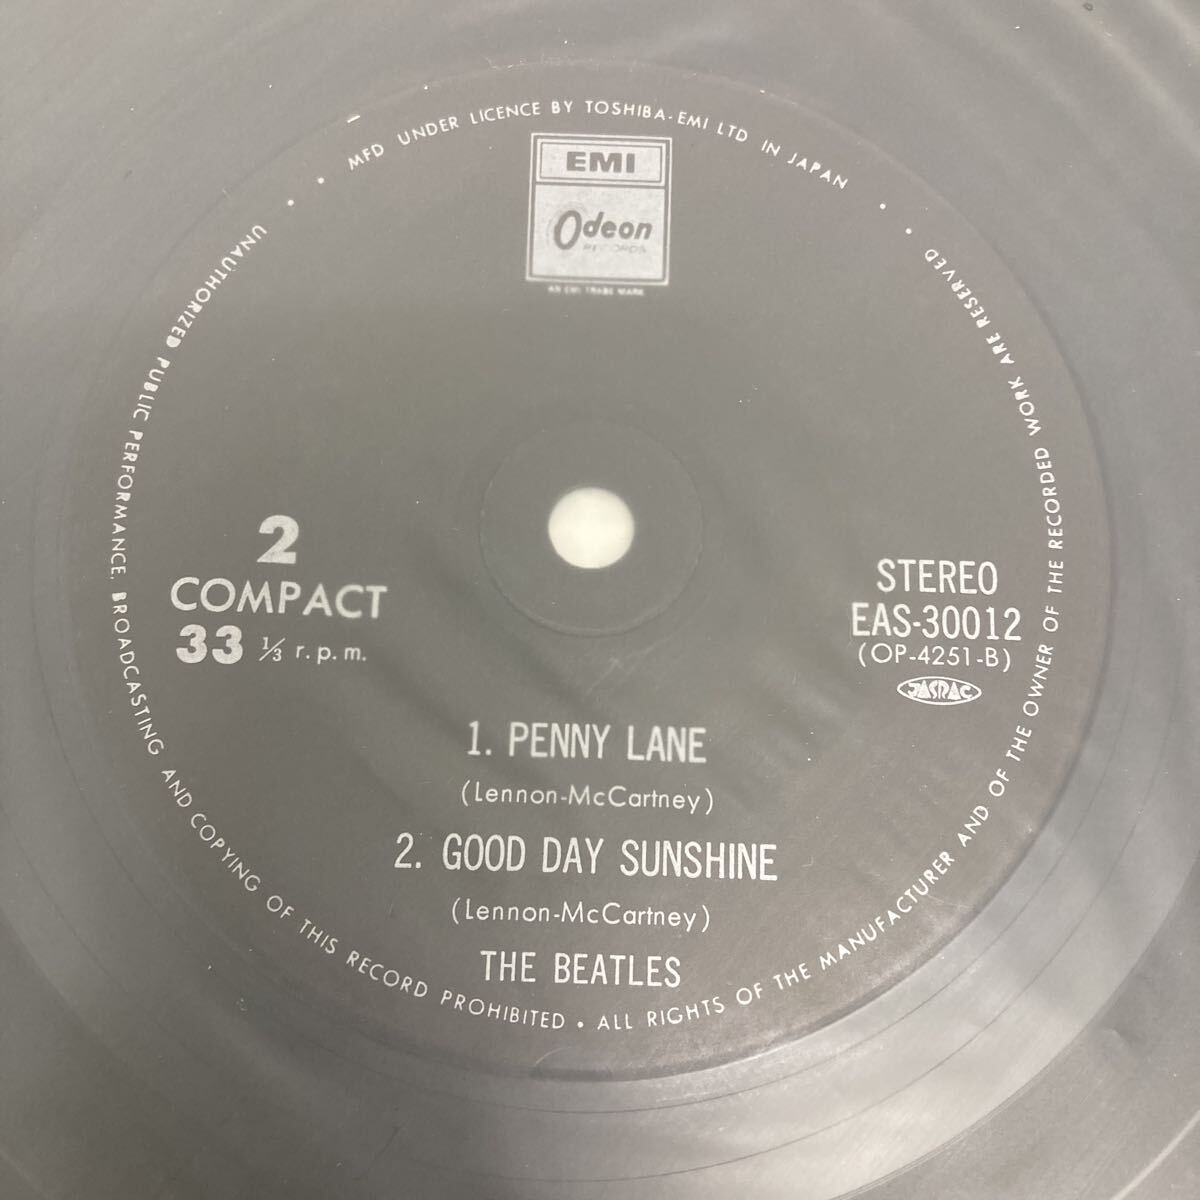 MFD UNDER LICENCE BY TOSHIBA-EMI LTD IN JAPAN
EMI
Odeon
RECORDS
AN EMI TRADE MARK
2
COMPACT
33 1/3 r.p.m.
STEREO
EAS-30012
(OP-4251-B)
JASRAC
1. PENNY LANE
(Lennon-McCartney)
2. GOOD DAY SUNSHINE
(Lennon-McCartney)
THE BEATLES
UNAUTHORIZED PUBLIC PERFORMANCE, BROADCASTING AND COPYING OF THIS RECORD PROHIBITED • ALL RIGHTS OF THE MANUFACTURER AND OF THE OWNER OF THE RECORDED WORK ARE RESERVED